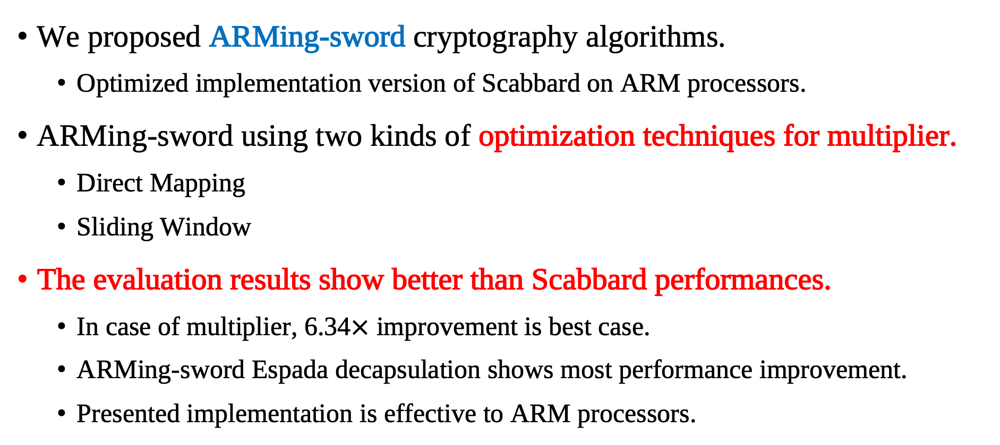 • We proposed ARMing-sword cryptography algorithms.
• Optimized implementation version of Scabbard on ARM processors.
• ARMing-sword using two kinds of optimization techniques for multiplier.
• Direct Mapping
• Sliding Window
• The evaluation results show better than Scabbard performances.
• In case of multiplier, 6.34× improvement is best case.
• ARMing-sword Espada decapsulation shows most performance improvement.
• Presented implementation is effective to ARM processors.